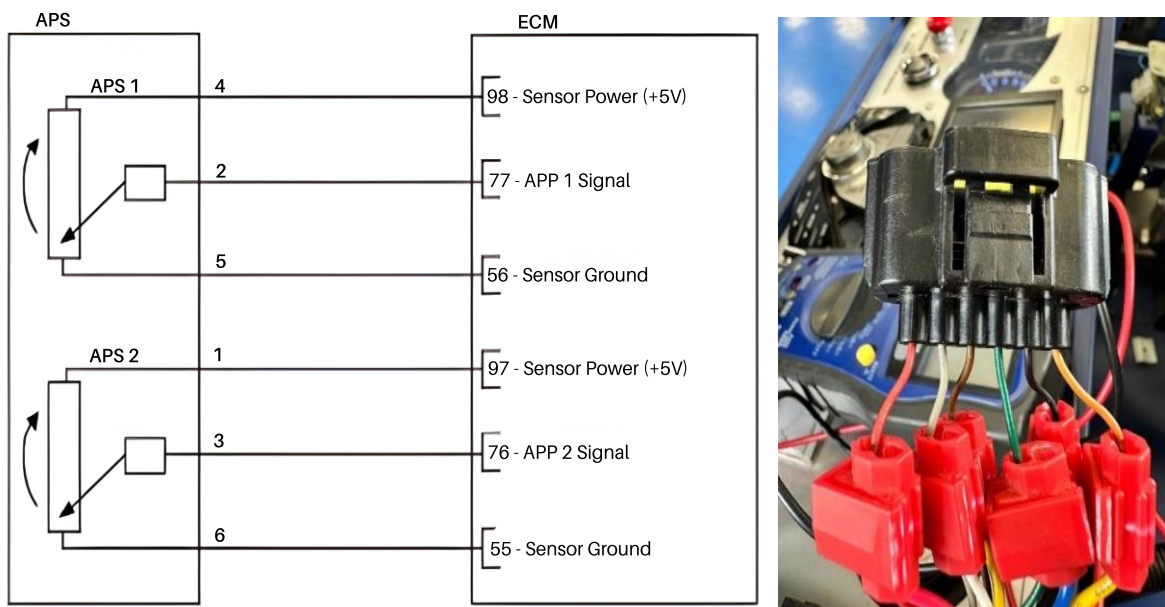 APS
ECM
APS 1
4
98 - Sensor Power (+5V)
2
77 - APP 1 Signal
5
56 - Sensor Ground
APS 2
1
97 - Sensor Power (+5V)
3
76 - APP 2 Signal
6
55 - Sensor Ground